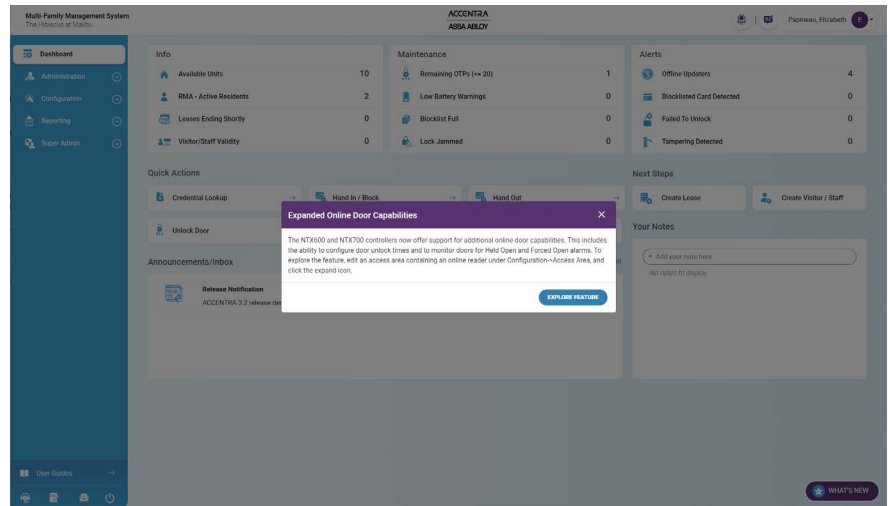 Multi-Family Management System
The Hibiscus at Malibu
ACCENTRA
ASSA ABLOY
Papineau, Elizabeth E
Dashboard
Administration
Configuration
Reporting
Super Admin
Info
Available Units 10
RMA - Active Residents 2
Leases Ending Shortly 0
Visitor/Staff Validity 0
Maintenance
Remaining OTPs (<= 20) 1
Low Battery Warnings 0
Blocklist Full 0
Lock Jammed 0
Alerts
Offline Updaters 4
Blocklisted Card Detected 0
Failed To Unlock 0
Tampering Detected 0
Quick Actions
Credential Lookup
Hand In / Block
Hand Out
Unlock Door
Next Steps
Create Lease
Create Visitor / Staff
Your Notes
+ Add your note here
No notes to display
Announcements/Inbox
Release Notification
ACCENTRA 3.2 release
Expanded Online Door Capabilities
The NTX600 and NTX700 controllers now offer support for additional online door capabilities. This includes
the ability to configure door unlock times and to monitor doors for Held Open and Forced Open alarms. To
explore the feature, edit an access area containing an online reader under Configuration->Access Area, and
click the expand icon.
EXPLORE FEATURE
User Guides
WHAT'S NEW